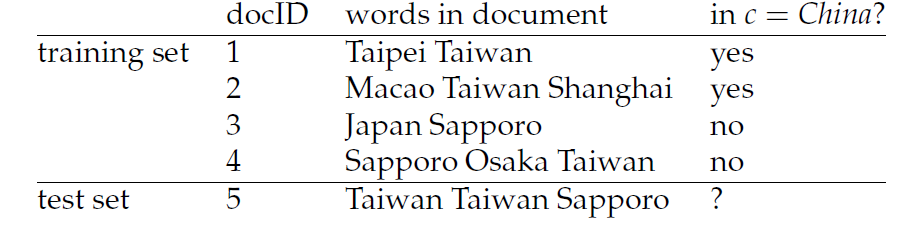 docID words in document in c = China?
training set 1 Taipei Taiwan yes
2 Macao Taiwan Shanghai yes
3 Japan Sapporo no
4 Sapporo Osaka Taiwan no
test set 5 Taiwan Taiwan Sapporo ?